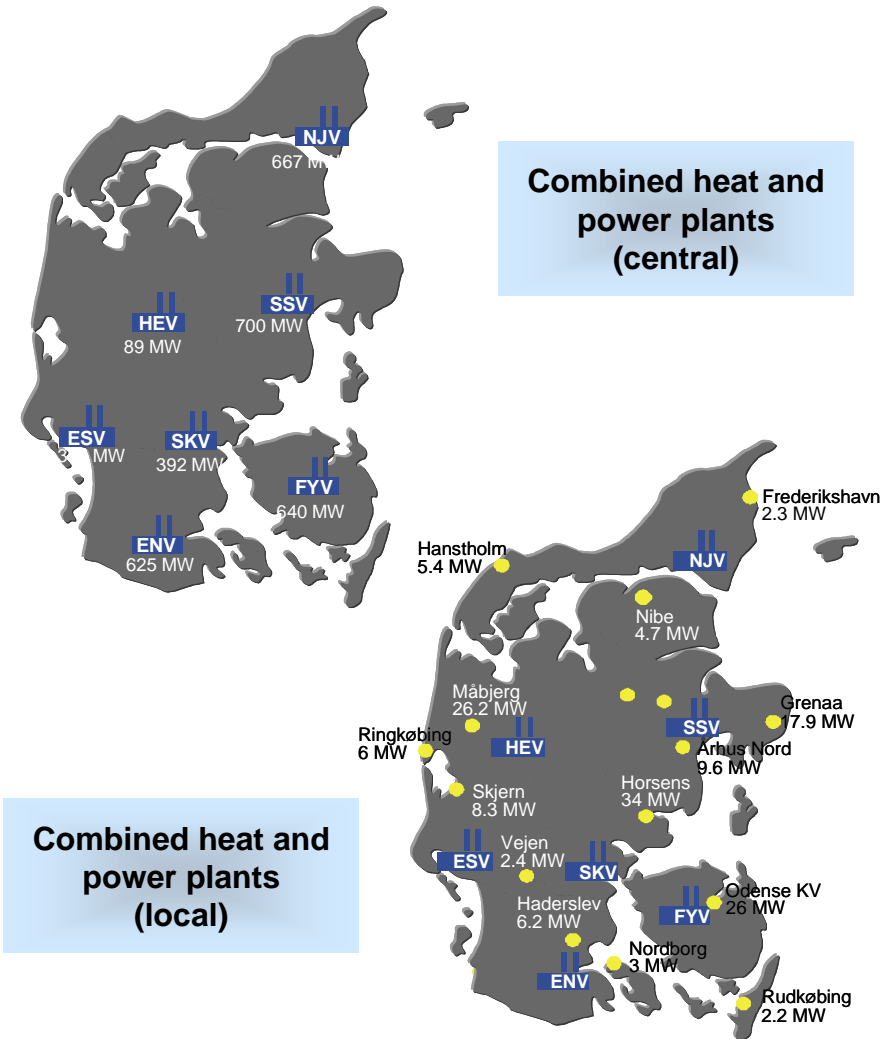 NJV
667 MW
Combined heat and
power plants
(central)
SSV
700 MW
HEV
89 MW
ESV
MW
SKV
392 MW
FYV
640 MW
ENV
625 MW
Frederikshavn
2.3 MW
Hanstholm
5.4 MW
NJV
Nibe
4.7 MW
Måbjerg
26.2 MW
Grenaa
17.9 MW
SSV
Ringkøbing
6 MW
HEV
Århus Nord
9.6 MW
Skjern
8.3 MW
Horsens
34 MW
Combined heat and
power plants
(local)
Vejen
2.4 MW
ESV
SKV
Odense KV
26 MW
FYV
Haderslev
6.2 MW
Nordborg
3 MW
ENV
Rudkøbing
2.2 MW